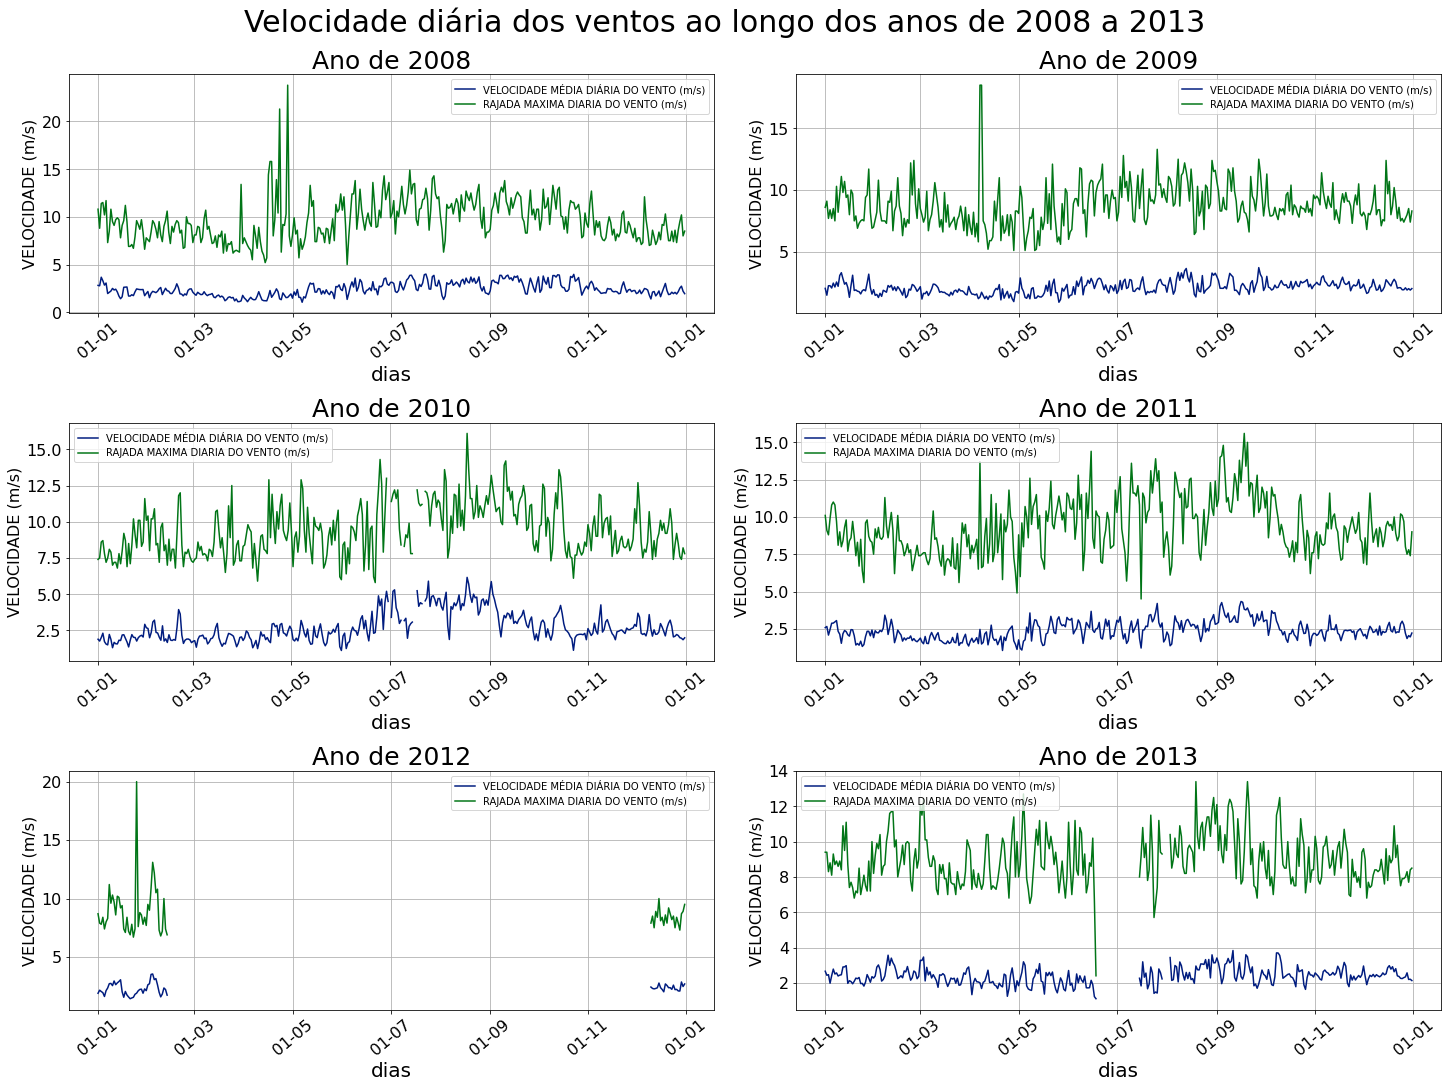 Velocidade diária dos ventos ao longo dos anos de 2008 a 2013
Ano de 2008
VELOCIDADE (m/s)
VELOCIDADE MÉDIA DIÁRIA DO VENTO (m/s)
RAJADA MAXIMA DIARIA DO VENTO (m/s)
20
15
10
5
0
01-01 01-03 01-05 01-07 01-09 01-11 01-01
dias
Ano de 2009
VELOCIDADE (m/s)
VELOCIDADE MÉDIA DIÁRIA DO VENTO (m/s)
RAJADA MAXIMA DIARIA DO VENTO (m/s)
15
10
5
01-01 01-03 01-05 01-07 01-09 01-11 01-01
dias
Ano de 2010
VELOCIDADE (m/s)
VELOCIDADE MÉDIA DIÁRIA DO VENTO (m/s)
RAJADA MAXIMA DIARIA DO VENTO (m/s)
15.0
12.5
10.0
7.5
5.0
2.5
01-01 01-03 01-05 01-07 01-09 01-11 01-01
dias
Ano de 2011
VELOCIDADE (m/s)
VELOCIDADE MÉDIA DIÁRIA DO VENTO (m/s)
RAJADA MAXIMA DIARIA DO VENTO (m/s)
15.0
12.5
10.0
7.5
5.0
2.5
01-01 01-03 01-05 01-07 01-09 01-11 01-01
dias
Ano de 2012
VELOCIDADE (m/s)
VELOCIDADE MÉDIA DIÁRIA DO VENTO (m/s)
RAJADA MAXIMA DIARIA DO VENTO (m/s)
20
15
10
5
01-01 01-03 01-05 01-07 01-09 01-11 01-01
dias
Ano de 2013
VELOCIDADE (m/s)
VELOCIDADE MÉDIA DIÁRIA DO VENTO (m/s)
RAJADA MAXIMA DIARIA DO VENTO (m/s)
14
12
10
8
6
4
2
01-01 01-03 01-05 01-07 01-09 01-11 01-01
dias